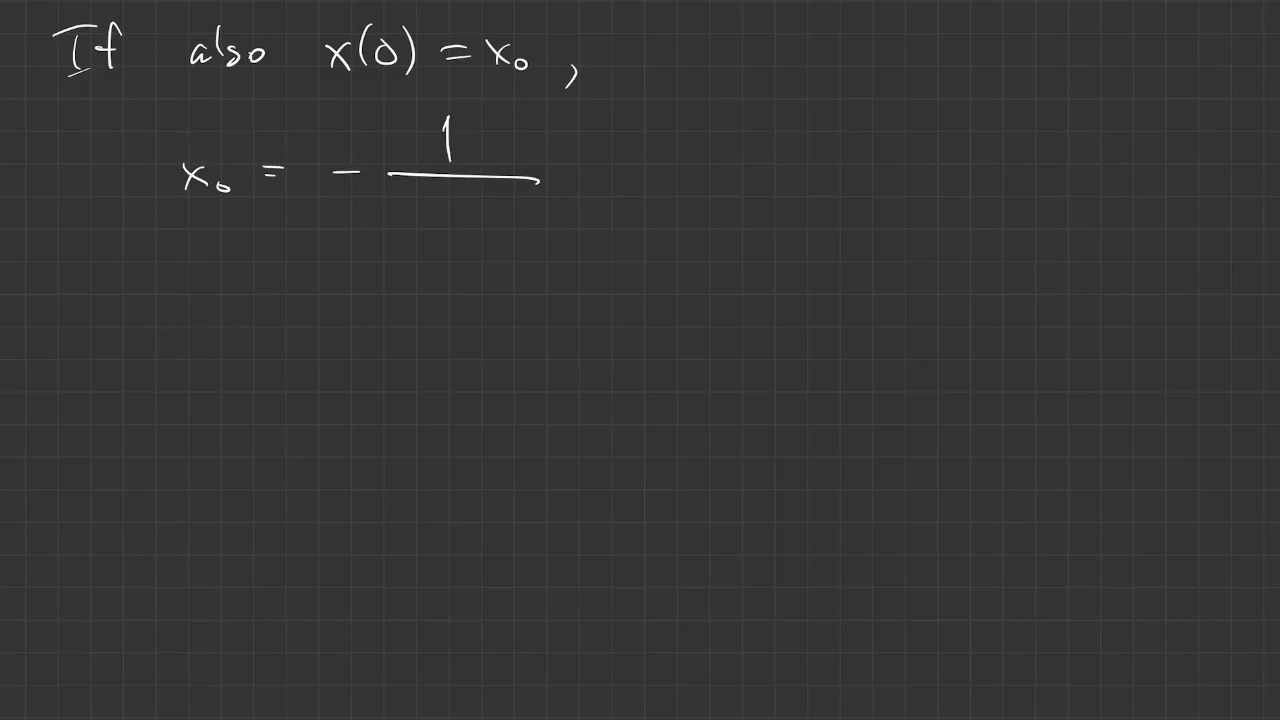 If also x(0) = x₀ ,
x₀ = - 1/